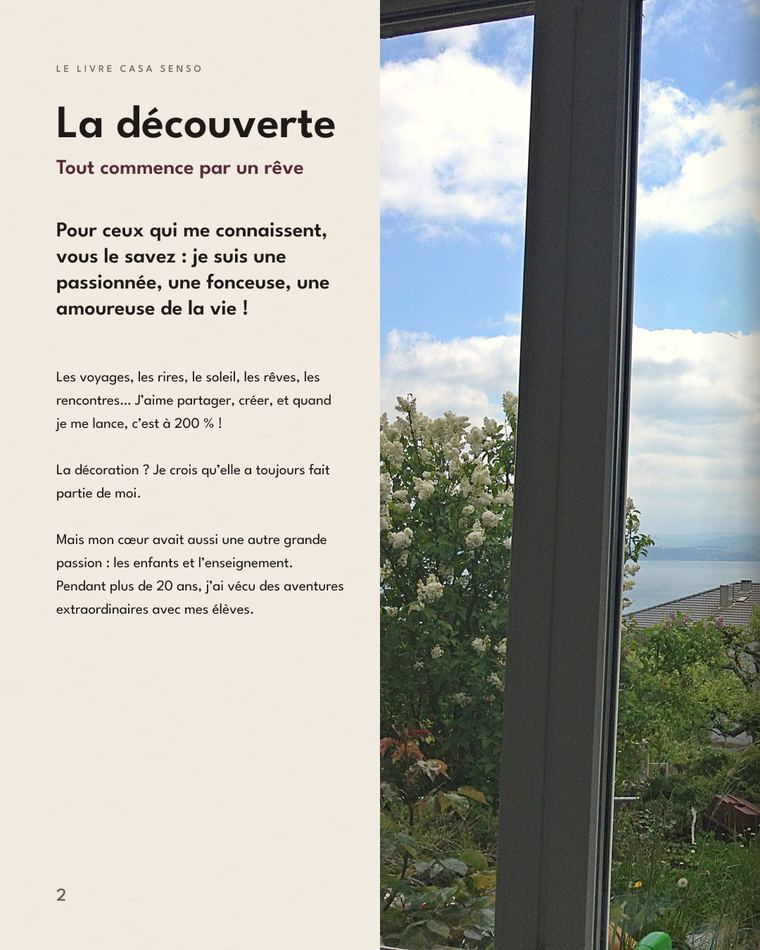 LE LIVRE CASA SENSO
La découverte
Tout commence par un rêve
Pour ceux qui me connaissent,
vous le savez : je suis une
passionnée, une fonceuse, une
amoureuse de la vie !
Les voyages, les rires, le soleil, les rêves, les
rencontres... J’aime partager, créer, et quand
je me lance, c’est à 200 % !
La décoration ? Je crois qu’elle a toujours fait
partie de moi.
Mais mon cœur avait aussi une autre grande
passion : les enfants et l’enseignement.
Pendant plus de 20 ans, j’ai vécu des aventures
extraordinaires avec mes élèves.
2